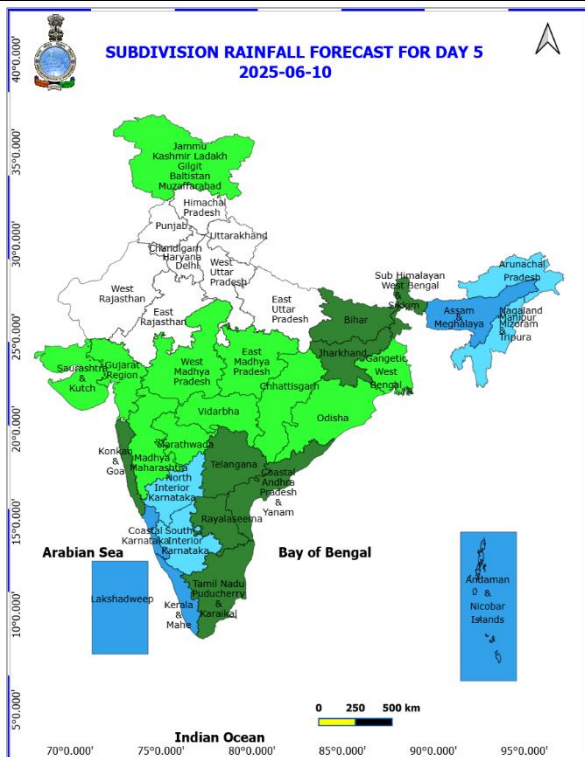 SUBDIVISION RAINFALL FORECAST FOR DAY 5
2025-06-10
40°0.000'
35°0.000'
30°0.000'
25°0.000'
20°0.000'
15°0.000'
10°0.000'
5°0.000'
Jammu
Kashmir Ladakh
Gilgit
Baltistan
Muzaffarabad
Himachal
Pradesh
Punjab
Uttarakhand
Chandigarh
Haryana
Delhi
West
Uttar
Pradesh
West
Rajasthan
East
Rajasthan
East
Uttar Pradesh
Sub Himalayan
West Bengal
&
Sikkim
Arunachal
Pradesh
Assam
&
Meghalaya
Nagaland
Manipur
Mizoram
&
Tripura
Bihar
Jharkhand
Gangetic
West
Bengal
Saurashtra
&
Kutch
Gujarat
Region
West
Madhya
Pradesh
East
Madhya
Pradesh
Chhattisgarh
Vidarbha
Odisha
Konkan
&
Goa
Madhya
Maharashtra
Marathwada
Telangana
North
Interior
Karnataka
Coastal
Andhra
Pradesh
&
Yanam
Rayalaseema
Coastal
Karnataka
South
Interior
Karnataka
Arabian Sea
Bay of Bengal
Lakshadweep
Kerala
&
Mahe
Tamil Nadu
Puducherry
&
Karaikal
Andaman
&
Nicobar
Islands
0 250 500 km
Indian Ocean
70°0.000' 75°0.000' 80°0.000' 85°0.000' 90°0.000' 95°0.000'